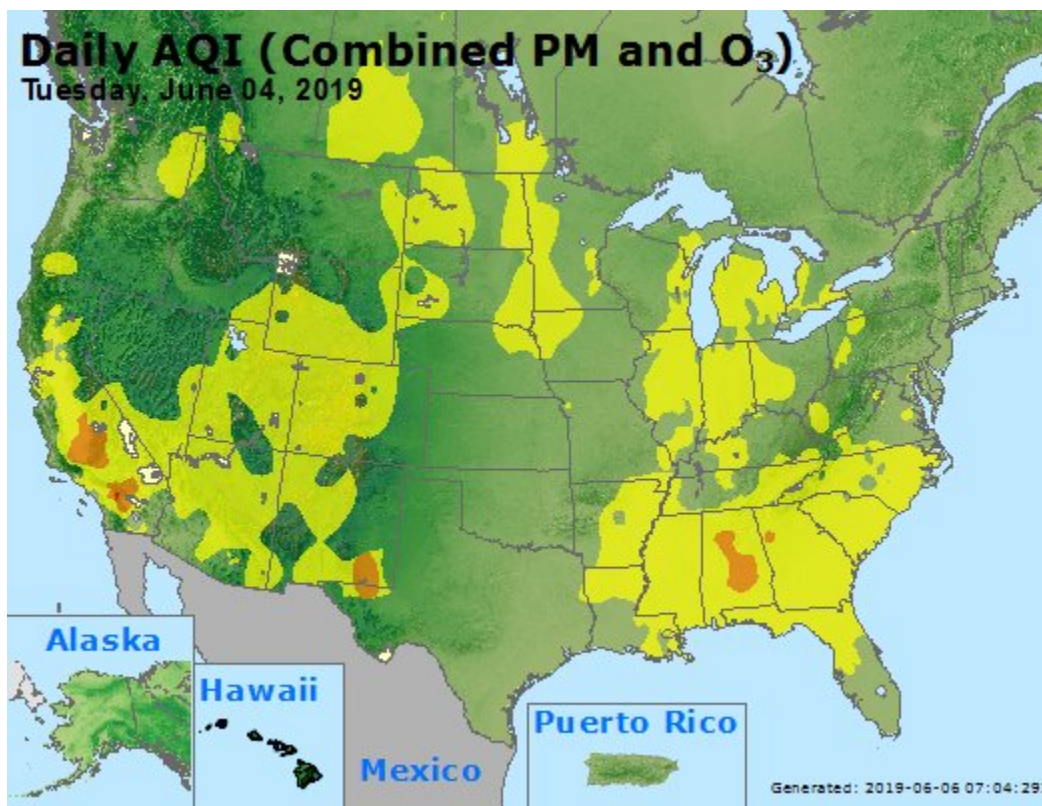 Daily AQI (Combined PM and O₃)
Tuesday, June 04, 2019
Alaska
Hawaii
Puerto Rico
Mexico
Generated: 2019-06-06 07:04:29